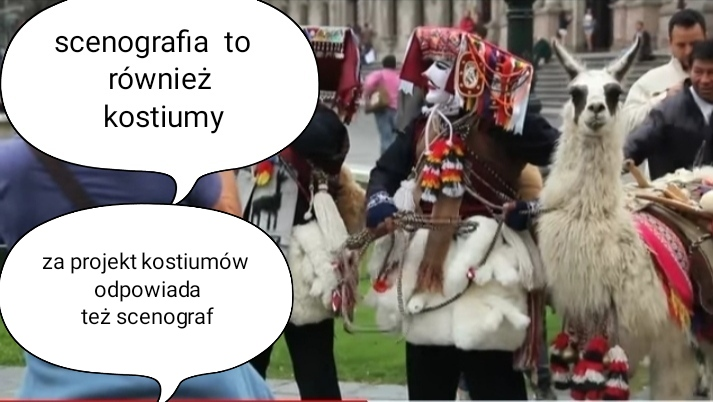 scenografia to
również
kostiumy
za projekt kostiumów
odpowiada
też scenograf